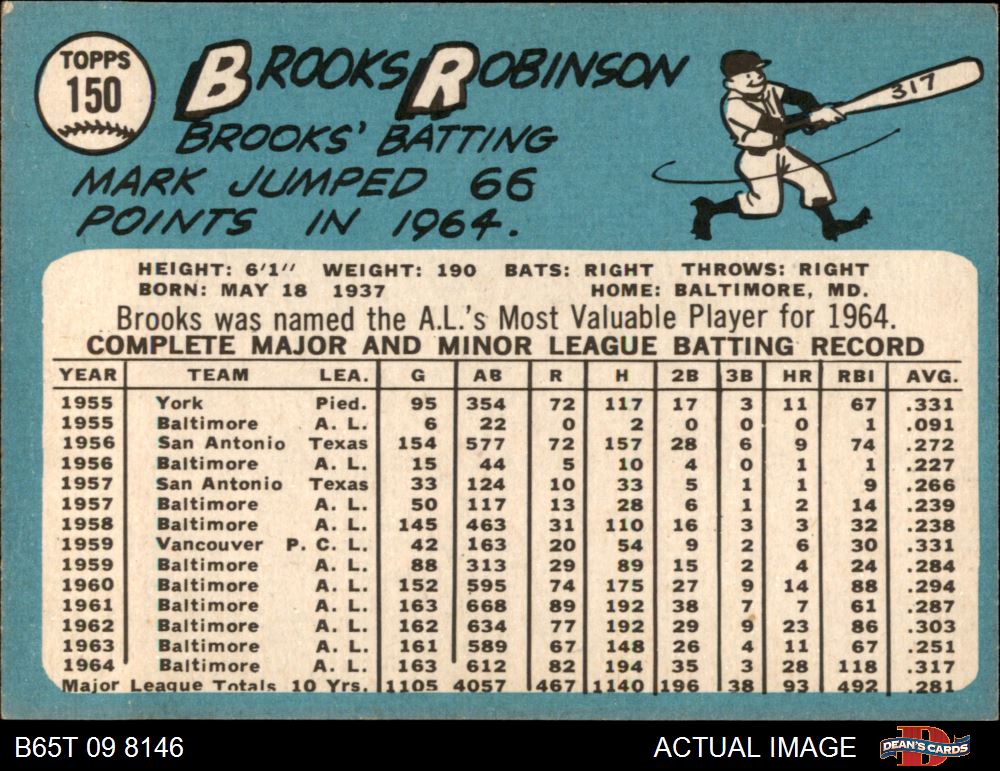 TOPPS
150
BROOKS ROBINSON
317
BROOKS' BATTING
MARK JUMPED 66
POINTS IN 1964.
HEIGHT: 6'1" WEIGHT: 190 BATS: RIGHT THROWS: RIGHT
BORN: MAY 18 1937 HOME: BALTIMORE, MD.
Brooks was named the A.L.'s Most Valuable Player for 1964.
COMPLETE MAJOR AND MINOR LEAGUE BATTING RECORD
YEAR TEAM LEA. G AB R H 2B 3B HR RBI AVG.
1955 York Pied. 95 354 72 117 17 3 11 67 .331
1955 Baltimore A. L. 6 22 0 2 0 0 0 1 .091
1956 San Antonio Texas 154 577 72 157 28 6 9 74 .272
1956 Baltimore A. L. 15 44 5 10 4 0 1 1 .227
1957 San Antonio Texas 33 124 10 33 5 1 1 9 .266
1957 Baltimore A. L. 50 117 13 28 6 1 2 14 .239
1958 Baltimore A. L. 145 463 31 110 16 3 3 32 .238
1959 Vancouver P. C. L. 42 163 20 54 9 2 6 30 .331
1959 Baltimore A. L. 88 313 29 89 15 2 4 24 .284
1960 Baltimore A. L. 152 595 74 175 27 9 14 88 .294
1961 Baltimore A. L. 163 668 89 192 38 7 7 61 .287
1962 Baltimore A. L. 162 634 77 192 29 9 23 86 .303
1963 Baltimore A. L. 161 589 67 148 26 4 11 67 .251
1964 Baltimore A. L. 163 612 82 194 35 3 28 118 .317
Major League Totals 10 Yrs. 1105 4057 467 1140 196 38 93 492 .281
B65T 09 8146 ACTUAL IMAGE D DEAN'S CARDS